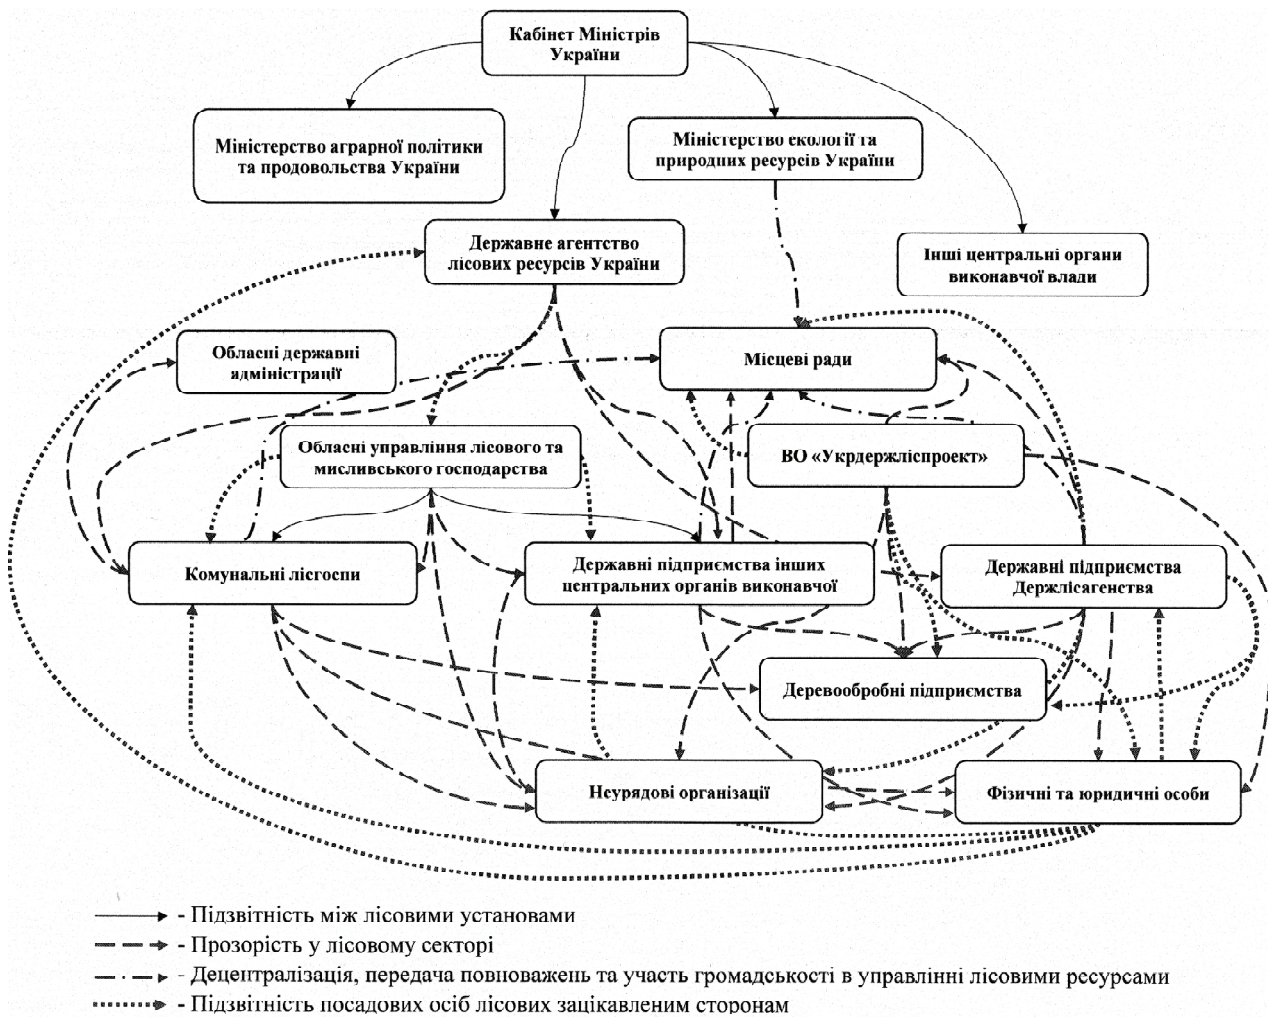 Кабінет Міністрів
України
Міністерство аграрної політики
та продовольства України
Міністерство екології та
природних ресурсів України
Державне агентство
лісових ресурсів України
Інші центральні органи
виконавчої влади
Обласні державні
адміністрації
Місцеві ради
Обласні управління лісового та
мисливського господарства
ВО «Укрдержліспроект»
Комунальні лісгоспи
Державні підприємства інших
центральних органів виконавчої
Державні підприємства
Держлісагенства
Деревообробні підприємства
Неурядові організації
Фізичні та юридичні особи
- Підзвітність між лісовими установами
- Прозорість у лісовому секторі
- Децентралізація, передача повноважень та участь громадськості в управлінні лісовими ресурсами
- Підзвітність посадових осіб лісових зацікавленим сторонам